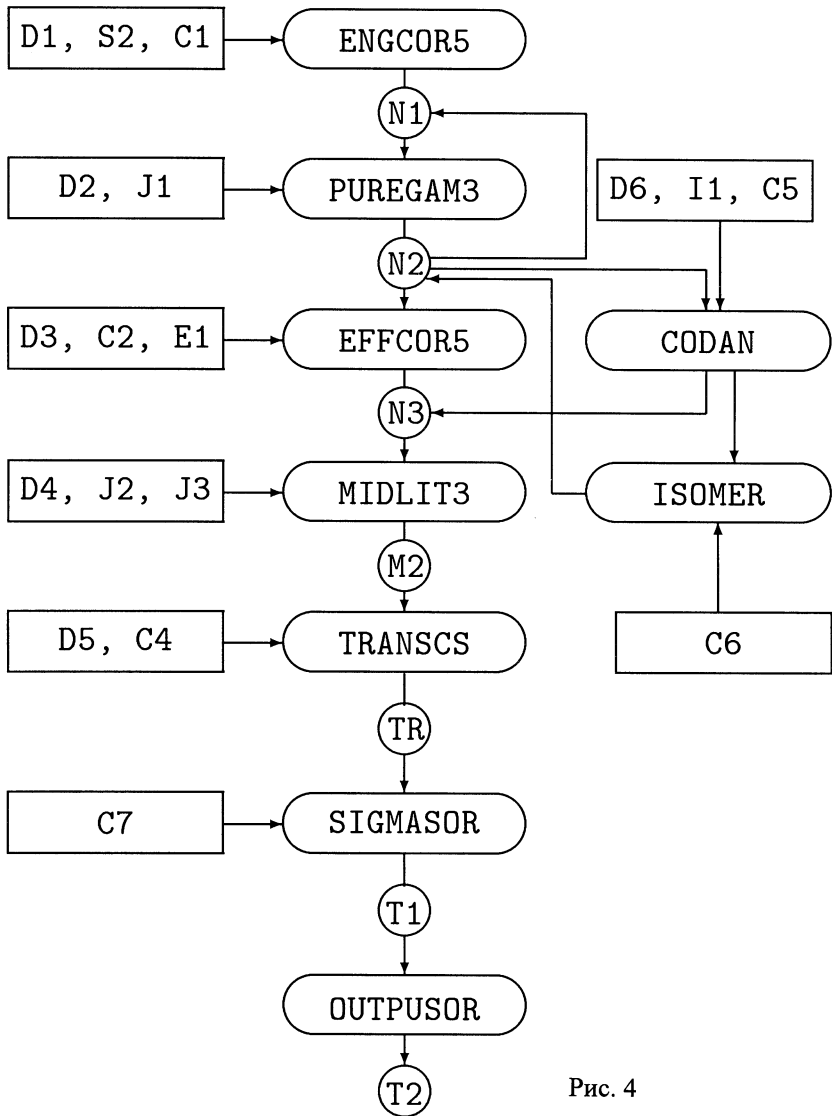 D1, S2, C1
ENGCOR5
N1
D2, J1
PUREGAM3
D6, I1, C5
N2
D3, C2, E1
EFFCOR5
CODAN
N3
D4, J2, J3
MIDLIT3
ISOMER
M2
D5, C4
TRANSCS
C6
TR
C7
SIGMASOR
T1
OUTPUSOR
T2
Рис. 4